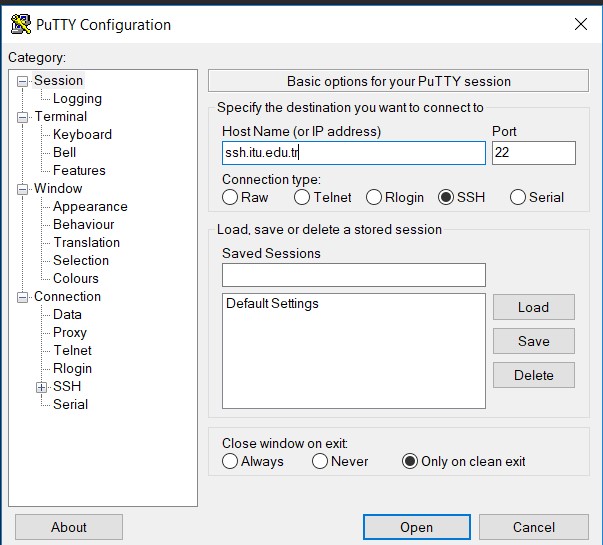 PuTTY Configuration
Category:
Session
Logging
Terminal
Keyboard
Bell
Features
Window
Appearance
Behaviour
Translation
Selection
Colours
Connection
Data
Proxy
Telnet
Rlogin
SSH
Serial
Basic options for your PuTTY session
Specify the destination you want to connect to
Host Name (or IP address) Port
ssh.itu.edu.tr 22
Connection type:
Raw Telnet Rlogin SSH Serial
Load, save or delete a stored session
Saved Sessions
Default Settings
Load
Save
Delete
Close window on exit:
Always Never Only on clean exit
About Open Cancel